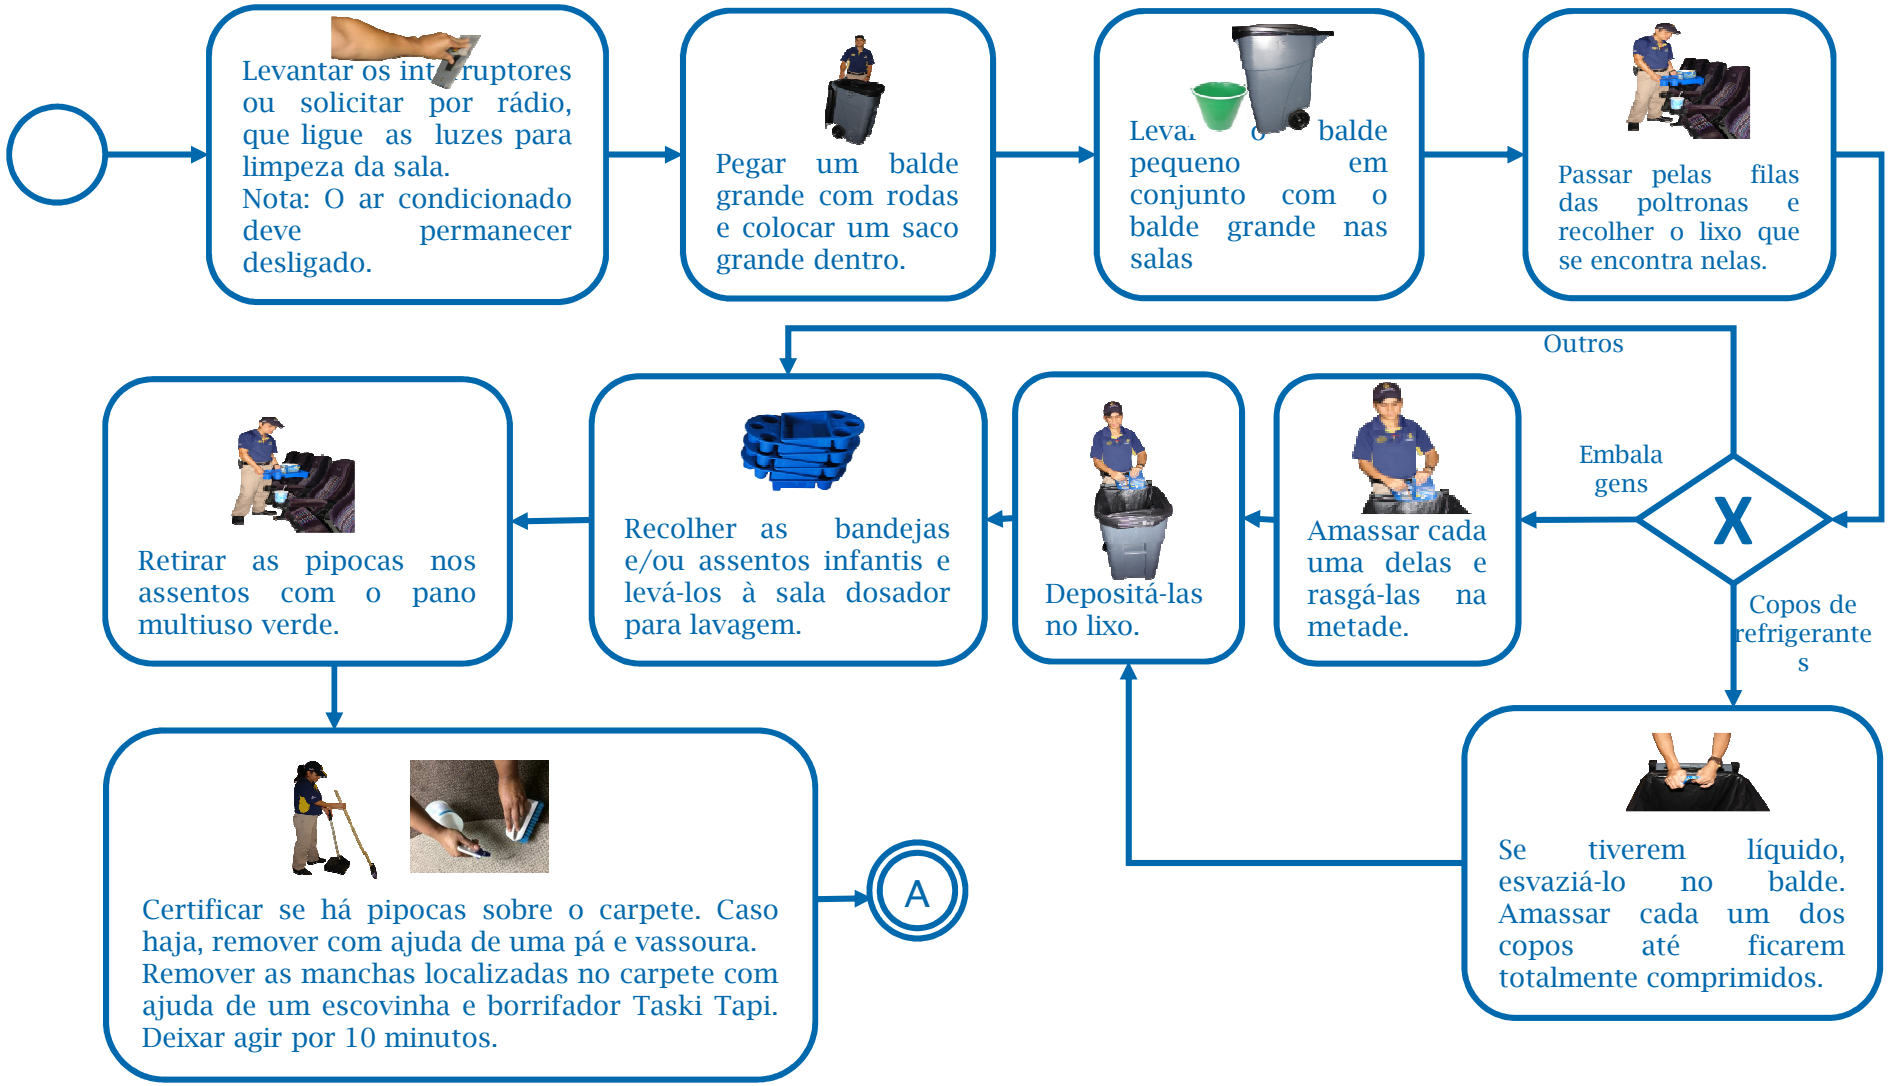 Levantar os interruptores
ou solicitar por rádio,
que ligue as luzes para
limpeza da sala.
Nota: O ar condicionado
deve permanecer
desligado.
Pegar um balde
grande com rodas
e colocar um saco
grande dentro.
Levar o balde
pequeno em
conjunto com o
balde grande nas
salas
Passar pelas filas
das poltronas e
recolher o lixo que
se encontra nelas.
Outros
Embala
gens
X
Copos de
refrigerante
s
Amassar cada
uma delas e
rasgá-las na
metade.
Depositá-las
no lixo.
Recolher as bandejas
e/ou assentos infantis e
levá-los à sala dosador
para lavagem.
Retirar as pipocas nos
assentos com o pano
multiuso verde.
Se tiverem líquido,
esvaziá-lo no balde.
Amassar cada um dos
copos até ficarem
totalmente comprimidos.
Certificar se há pipocas sobre o carpete. Caso
haja, remover com ajuda de uma pá e vassoura.
Remover as manchas localizadas no carpete com
ajuda de um escovinha e borrifador Taski Tapi.
Deixar agir por 10 minutos.
A